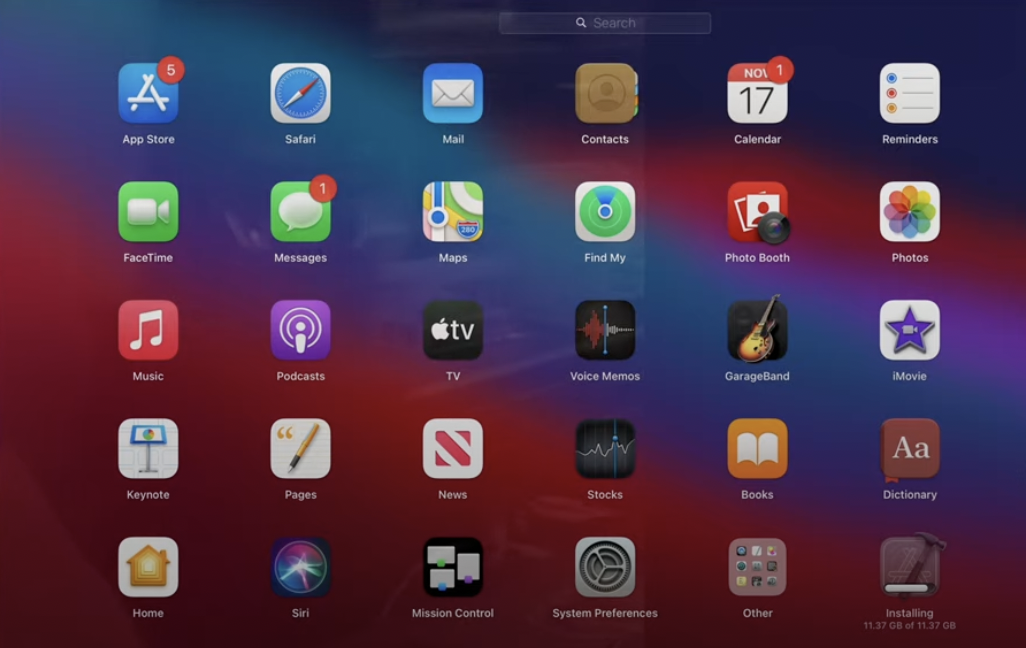 Search
5
1
NOV
17
App Store
Safari
Mail
Contacts
Calendar
Reminders
1
280
FaceTime
Messages
Maps
Find My
Photo Booth
Photos
tv
Music
Podcasts
TV
Voice Memos
GarageBand
iMovie
“
Aa
Keynote
Pages
News
Stocks
Books
Dictionary
Home
Siri
Mission Control
System Preferences
Other
Installing
11.37 GB of 11.37 GB